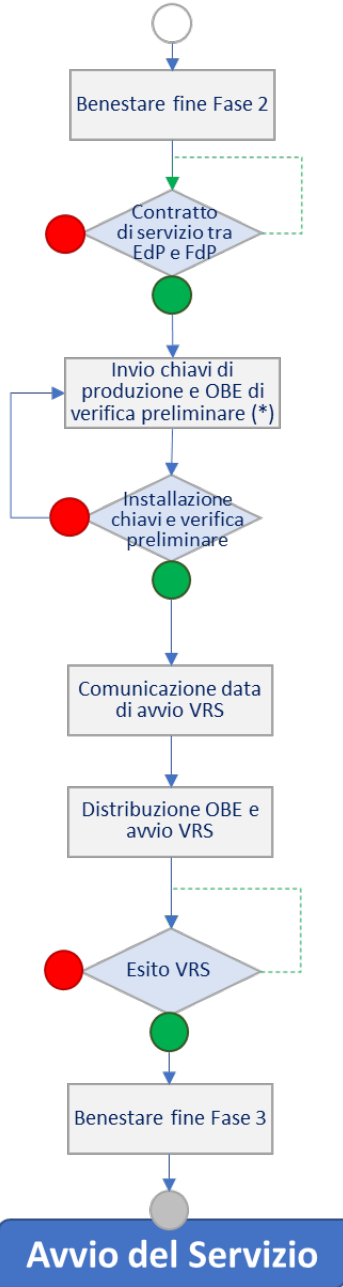 Benestare fine Fase 2
Contratto
di servizio tra
EdP e FdP
Invio chiavi di
produzione e OBE di
verifica preliminare (*)
Installazione
chiavi e verifica
preliminare
Comunicazione data
di avvio VRS
Distribuzione OBE e
avvio VRS
Esito VRS
Benestare fine Fase 3
Avvio del Servizio